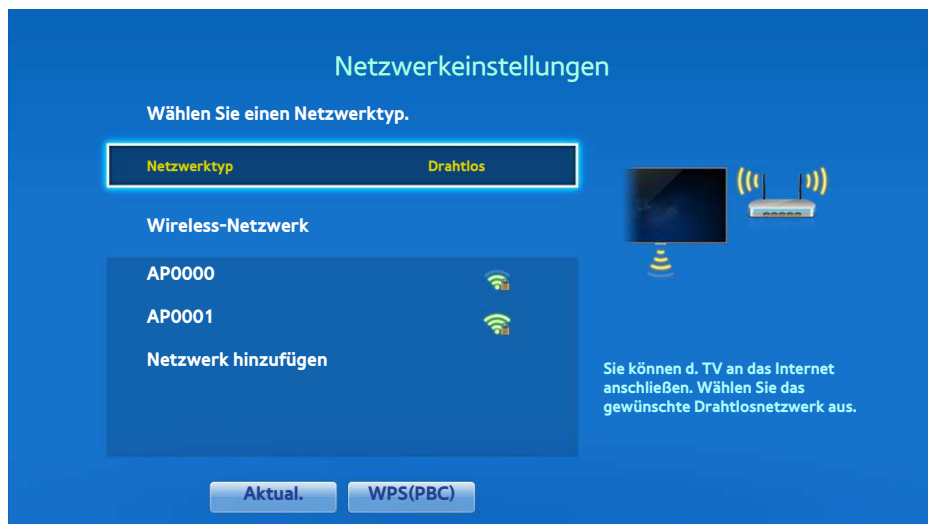 Netzwerkeinstellungen
Wählen Sie einen Netzwerktyp.
Netzwerktyp Drahtlos
Wireless-Netzwerk
AP0000
AP0001
Netzwerk hinzufügen
Sie können d. TV an das Internet
anschließen. Wählen Sie das
gewünschte Drahtlosnetzwerk aus.
Aktual. WPS(PBC)